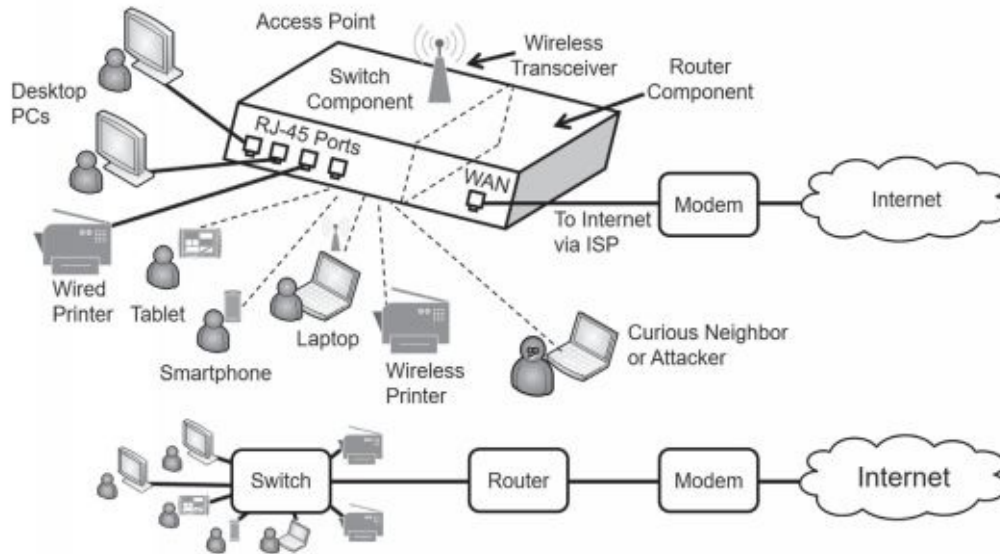 Access Point
Wireless
Transceiver
Router
Component
Switch
Component
Desktop
PCs
RJ-45 Ports
WAN
Modem
Internet
To Internet
via ISP
Wired
Printer
Tablet
Smartphone
Laptop
Wireless
Printer
Curious Neighbor
or Attacker
Switch
Router
Modem
Internet